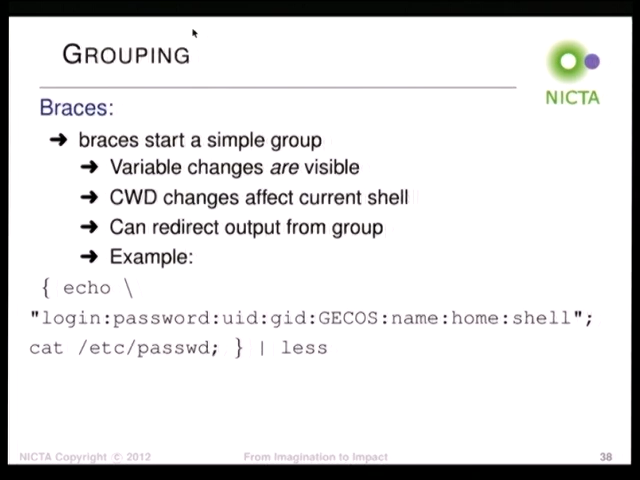 GROUPING
NICTA
Braces:
➔ braces start a simple group
➔ Variable changes are visible
➔ CWD changes affect current shell
➔ Can redirect output from group
➔ Example:
{ echo \
"login:password:uid:gid:GECOS:name:home:shell";
cat /etc/passwd; } | less
NICTA Copyright © 2012 From Imagination to Impact 38